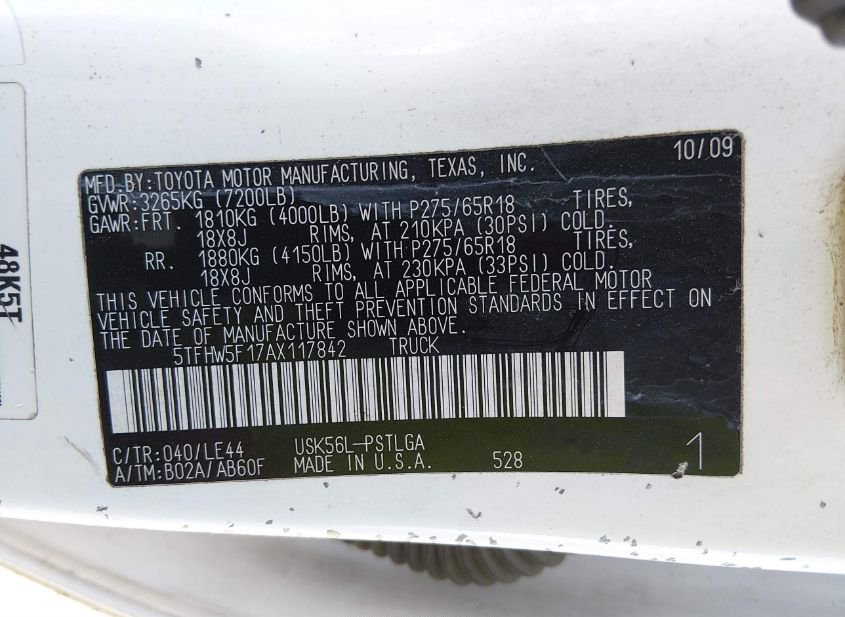 MFD.BY:TOYOTA MOTOR MANUFACTURING, TEXAS, INC. 10/09
GVWR:3265KG (7200LB)
GAWR:FRT. 1810KG (4000LB) WITH P275/65R18 TIRES,
18X8J RIMS, AT 210KPA (30PSI) COLD.
RR. 1880KG (4150LB) WITH P275/65R18 TIRES,
18X8J RIMS, AT 230KPA (33PSI) COLD.
THIS VEHICLE CONFORMS TO ALL APPLICABLE FEDERAL MOTOR
VEHICLE SAFETY AND THEFT PREVENTION STANDARDS IN EFFECT ON
THE DATE OF MANUFACTURE SHOWN ABOVE.
5TFHW5F17AX117842 TRUCK
C/TR:040/LE44 USK56L-PSTLGA 1
A/TM:B02A/AB60F MADE IN U.S.A. 528
48K5T